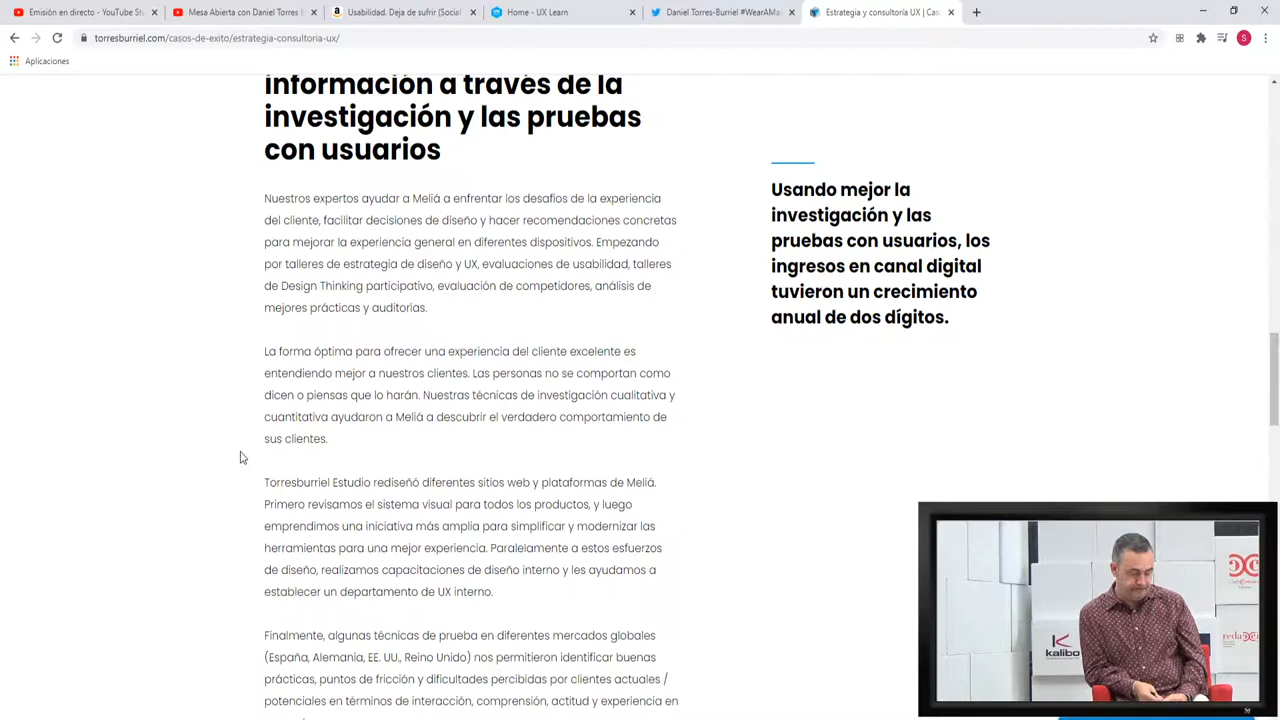 Emisión en directo - YouTube Stu
Mesa Abierta con Daniel Torres B
Usabilidad. Deja de sufrir (Social
Home - UX Learn
Daniel Torres-Burriel #WearAMas
Estrategia y consultoría UX | Caso
torresburriel.com/casos-de-exito/estrategia-consultoria-ux/
S
Aplicaciones
información a través de la
investigación y las pruebas
con usuarios
Nuestros expertos ayudar a Meliá a enfrentar los desafíos de la experiencia
del cliente, facilitar decisiones de diseño y hacer recomendaciones concretas
para mejorar la experiencia general en diferentes dispositivos. Empezando
por talleres de estrategia de diseño y UX, evaluaciones de usabilidad, talleres
de Design Thinking participativo, evaluación de competidores, análisis de
mejores prácticas y auditorías.
La forma óptima para ofrecer una experiencia del cliente excelente es
entendiendo mejor a nuestros clientes. Las personas no se comportan como
dicen o piensas que lo harán. Nuestras técnicas de investigación cualitativa y
cuantitativa ayudaron a Meliá a descubrir el verdadero comportamiento de
sus clientes.
Torresburriel Estudio rediseñó diferentes sitios web y plataformas de Meliá.
Primero revisamos el sistema visual para todos los productos, y luego
emprendimos una iniciativa más amplia para simplificar y modernizar las
herramientas para una mejor experiencia. Paralelamente a estos esfuerzos
de diseño, realizamos capacitaciones de diseño interno y les ayudamos a
establecer un departamento de UX interno.
Finalmente, algunas técnicas de prueba en diferentes mercados globales
(España, Alemania, EE. UU., Reino Unido) nos permitieron identificar buenas
prácticas, puntos de fricción y dificultades percibidas por clientes actuales /
potenciales en términos de interacción, comprensión, actitud y experiencia en
Usando mejor la
investigación y las
pruebas con usuarios, los
ingresos en canal digital
tuvieron un crecimiento
anual de dos dígitos.
kalibo